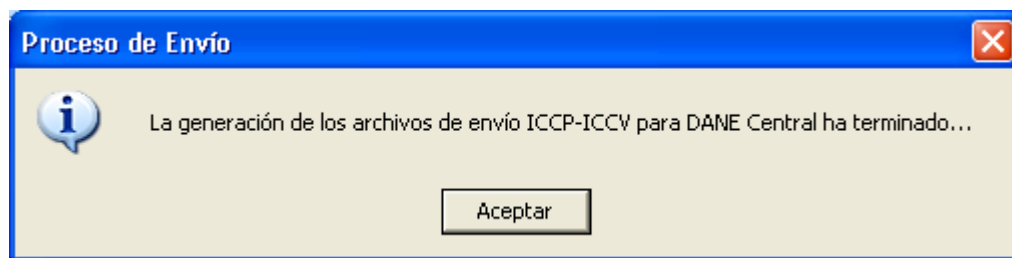 Proceso de Envío
La generación de los archivos de envío ICCP-ICCV para DANE Central ha terminado...
Aceptar